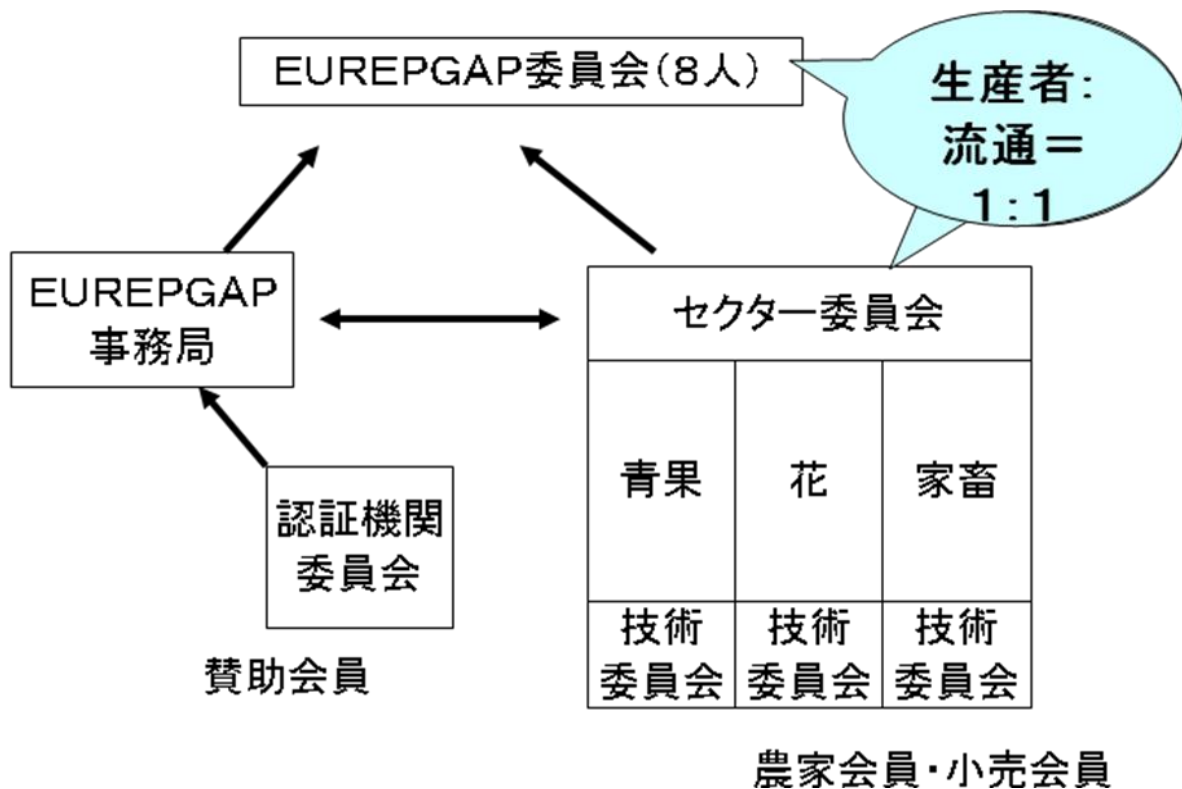 EUREPGAP委員会(8人)
生産者:
流通=
1:1
EUREPGAP
事務局
セクター委員会
青果
花
家畜
認証機関
委員会
技術
委員会
技術
委員会
技術
委員会
賛助会員
農家会員・小売会員